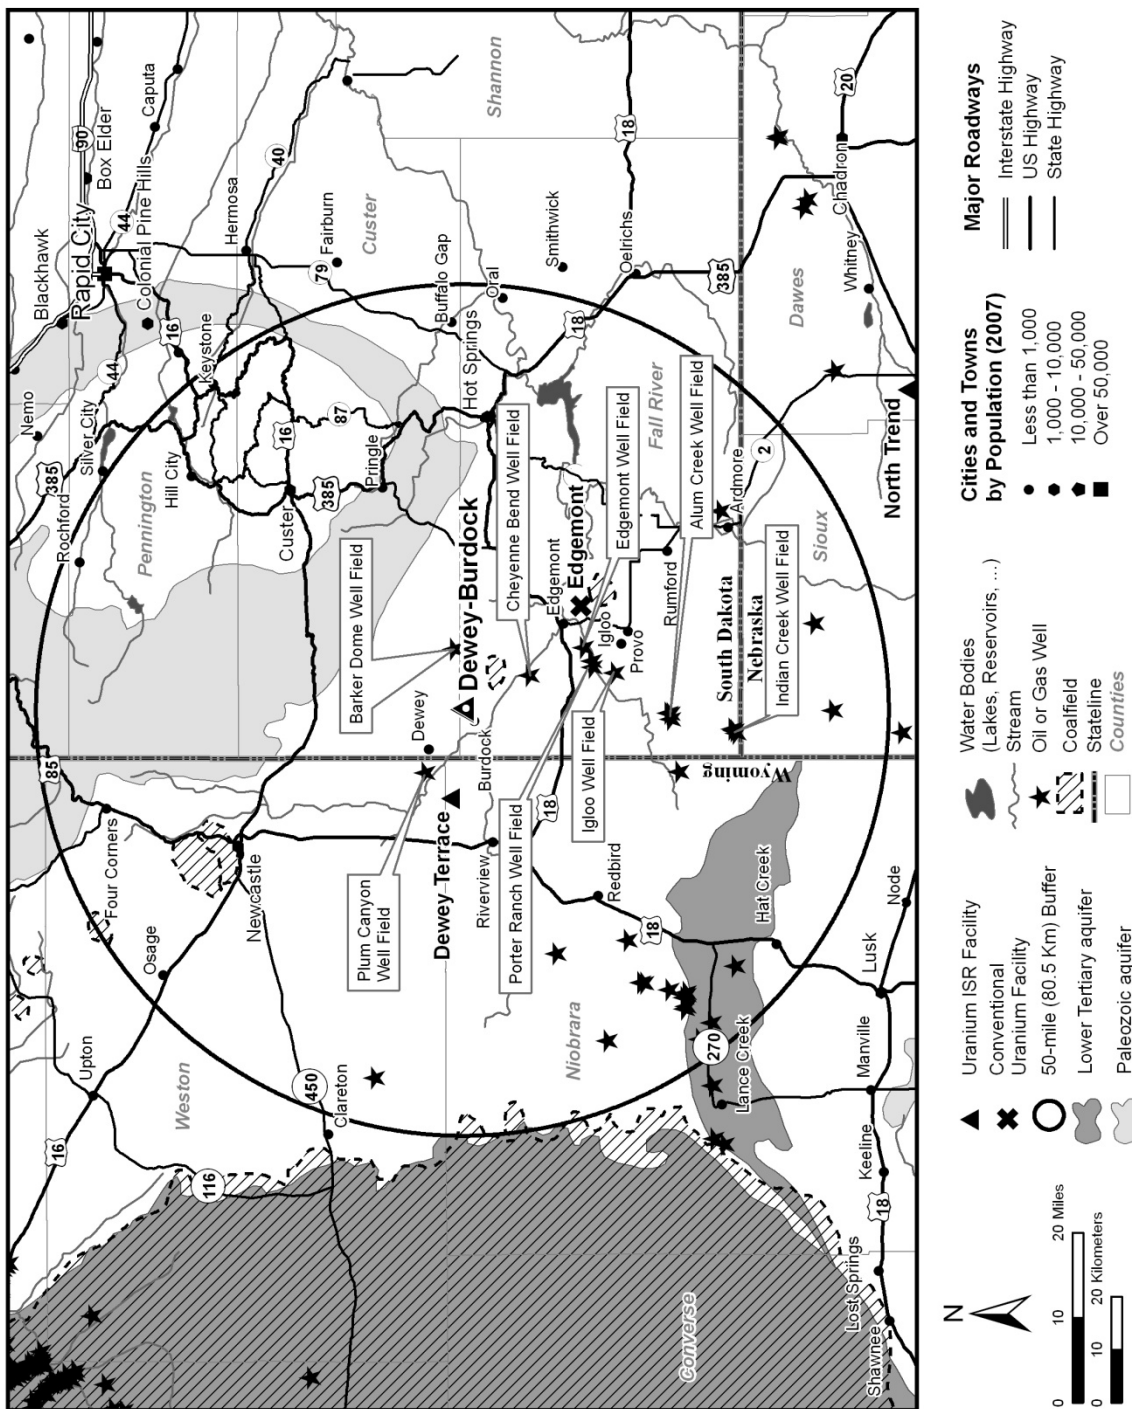 Blackhawk
Nemo
Rapid City
90
Box Elder
Caputa
44
Colonial Pine Hills
Silver City
44
385
Rochford
16
Keystone
Hermosa
40
Pennington
Hill City
16
87
79
Fairburn
Custer
Shannon
Custer
385
Pringle
Buffalo Gap
Hot Springs
Oral
Smithwick
18
18
Oelrichs
385
Fall River
85
Four Corners
Osage
Newcastle
Upton
16
Weston
116
450
Clareton
Barker Dome Well Field
Dewey-Burdock
Cheyenne Bend Well Field
Dewey
Burdock
Plum Canyon
Well Field
Dewey Terrace
Riverview
Edgemont
Edgemont
Edgemont Well Field
Igloo
Provo
Rumford
Alum Creek Well Field
Ardmore
2
Porter Ranch Well Field
Igloo Well Field
18
South Dakota
Nebraska
Wyoming
Indian Creek Well Field
Sioux
Dawes
Whitney
Chadron
20
North Trend
Redbird
18
Niobrara
Hat Creek
270
Lance Creek
Node
Lusk
Manville
Keeline
18
Lost Springs
Shawnee
Converse
N
0 10 20 Miles
0 10 20 Kilometers
Uranium ISR Facility
Conventional
Uranium Facility
50-mile (80.5 Km) Buffer
Lower Tertiary aquifer
Paleozoic aquifer
Water Bodies
(Lakes, Reservoirs, ...)
Stream
Oil or Gas Well
Coalfield
Stateline
Counties
Cities and Towns
by Population (2007)
Less than 1,000
1,000 - 10,000
10,000 - 50,000
Over 50,000
Major Roadways
Interstate Highway
US Highway
State Highway